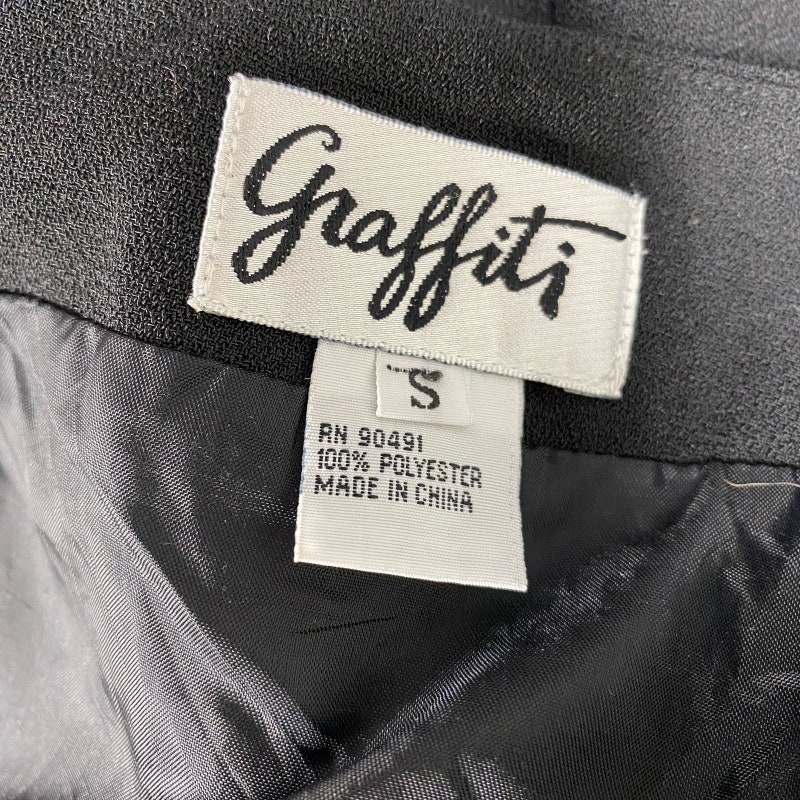 graffiti
S
RN 90491
100% POLYESTER
MADE IN CHINA